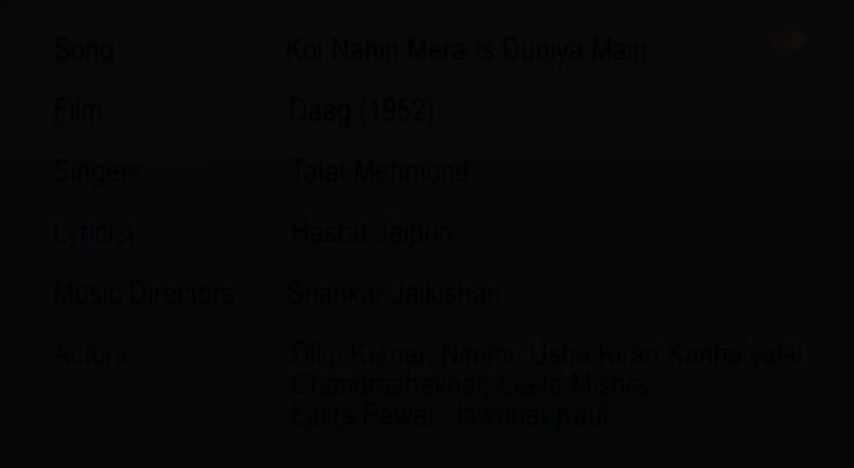 Song : Koi Nahin Mera Is Duniya Main
Film Daag (1952)
Singers Talat Mehmood
Lyricist Hasrat Jaipuri
Music Directors Shankar Jaikishan
Actors Dilip Kumar, Nimmi, Usha Kiran Kanhaiyalal
Chandrashekhar, Leela Mishra
Lalita Pawar, Jawahar Kaul